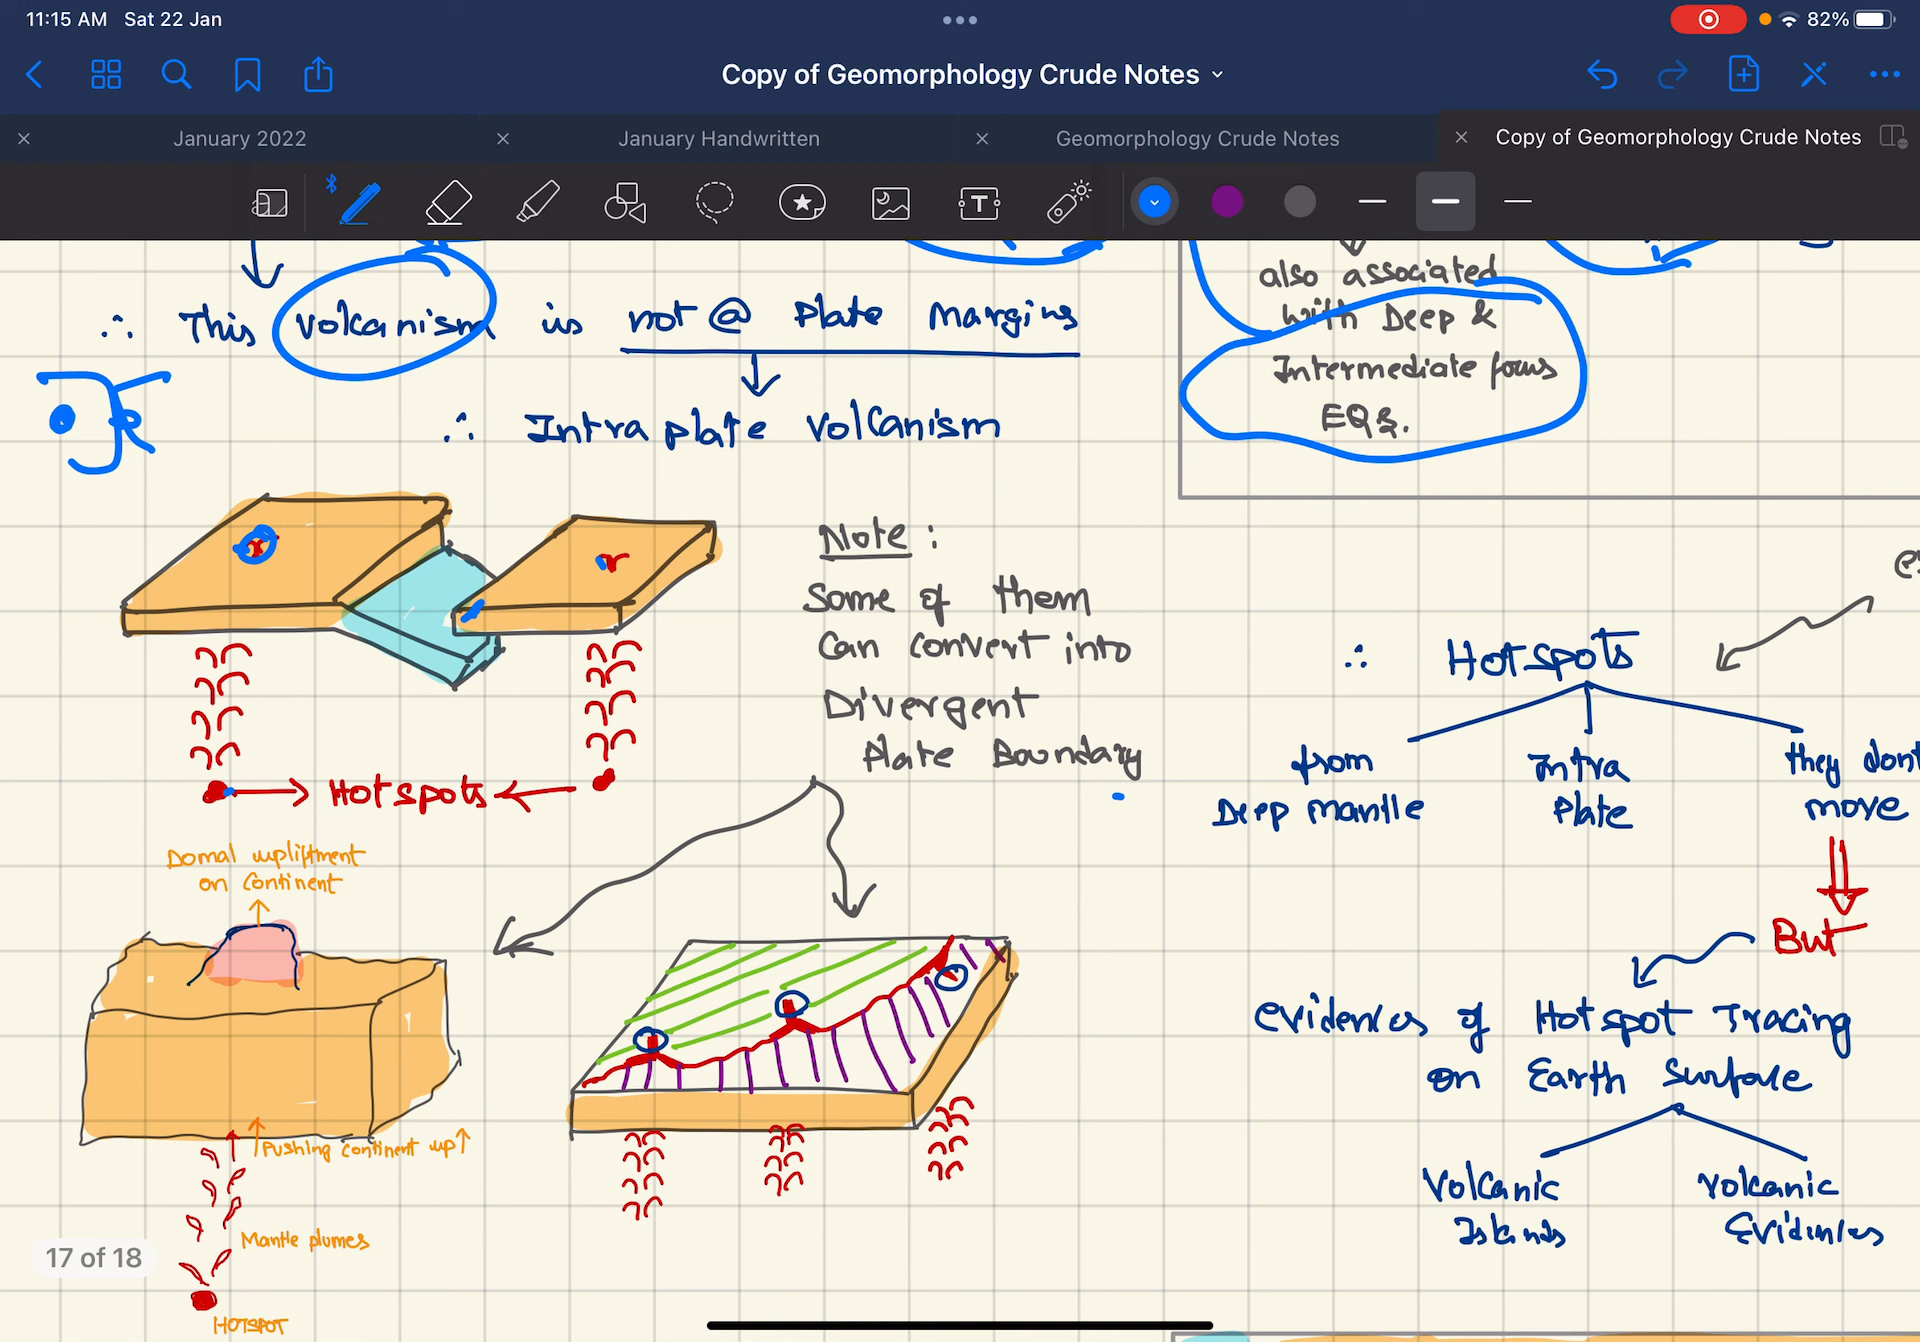 11:15 AM Sat 22 Jan
82%
Copy of Geomorphology Crude Notes
January 2022
January Handwritten
Geomorphology Crude Notes
Copy of Geomorphology Crude Notes
∴ This volcanism is not @ Plate Margins
∴ Intra plate Volcanism
also associated
with Deep &
Intermediate focus
EQs.
Note :
Some of them
Can convert into
Divergent
Plate Boundary
Hotspots
∴ Hotspots
from
Deep mantle
Intra
Plate
they dont
move
But
evidences of Hotspot Tracing
on Earth Surface
Volcanic
Islands
volcanic
Evidences
Domal upliftment
on Continent
Pushing Continent up
Mantle plumes
HOTSPOT
17 of 18